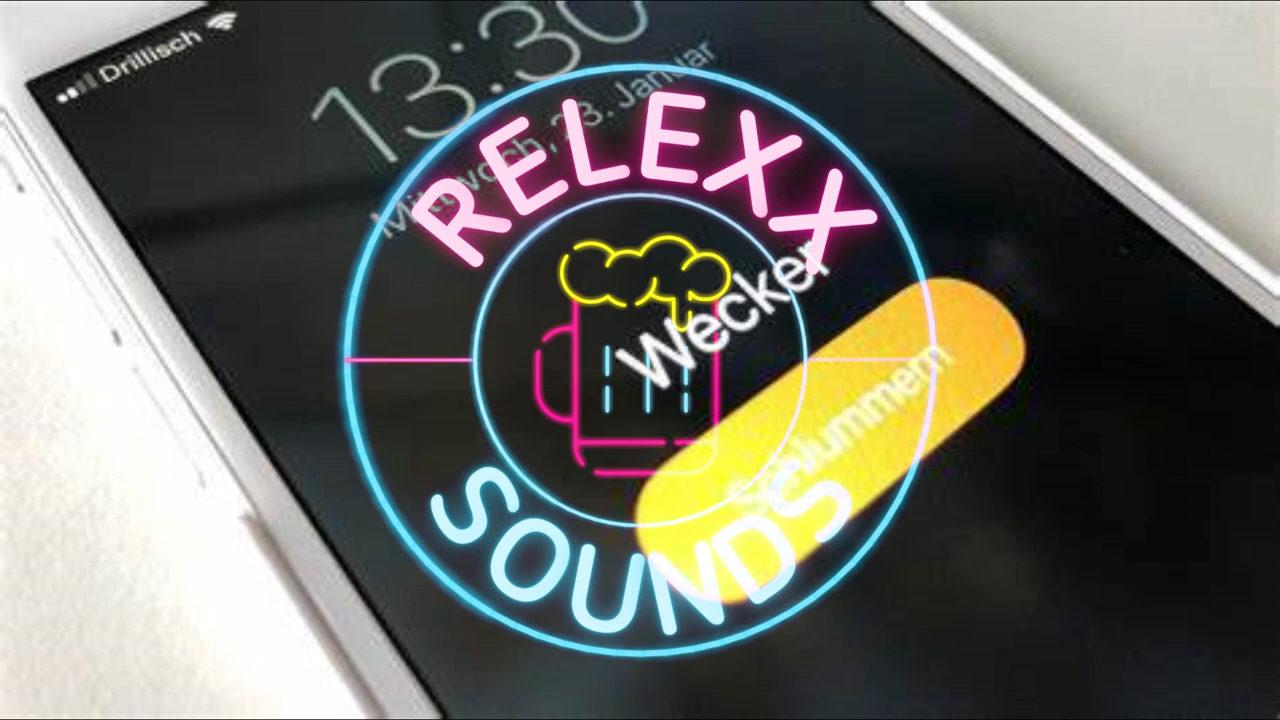 Drillisch
13:30
Mittwoch, 23. Januar
RELEXX
Wecker
Schlummern
SOUNDS